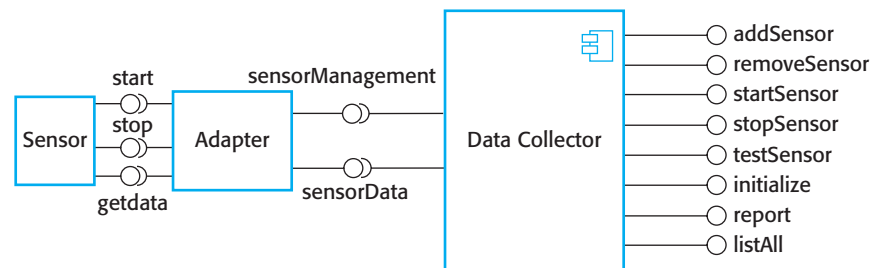 start
stop
getdata
Sensor
Adapter
sensorManagement
sensorData
Data Collector
addSensor
removeSensor
startSensor
stopSensor
testSensor
initialize
report
listAll